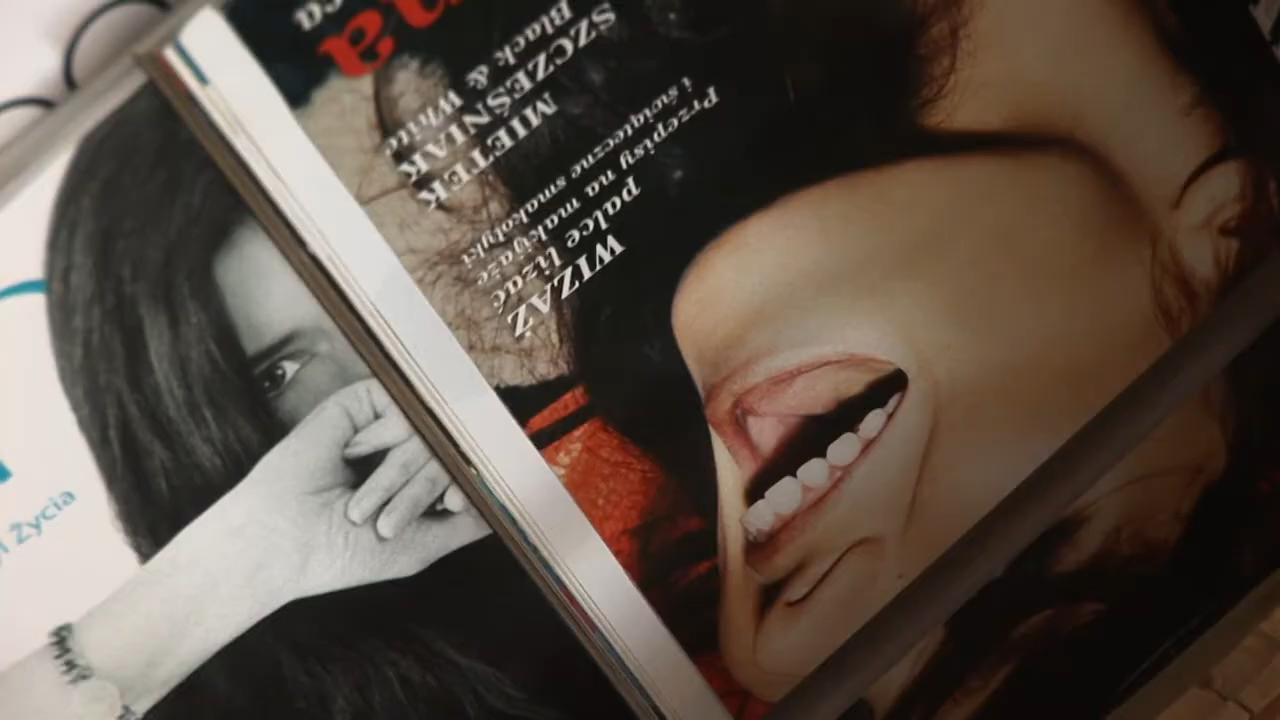 WIZAŻ
palce lizać
Przepisy na makijaże
i świąteczne smakołyki
MIETEK
SZCZEŚNIAK
Black & White
Życia